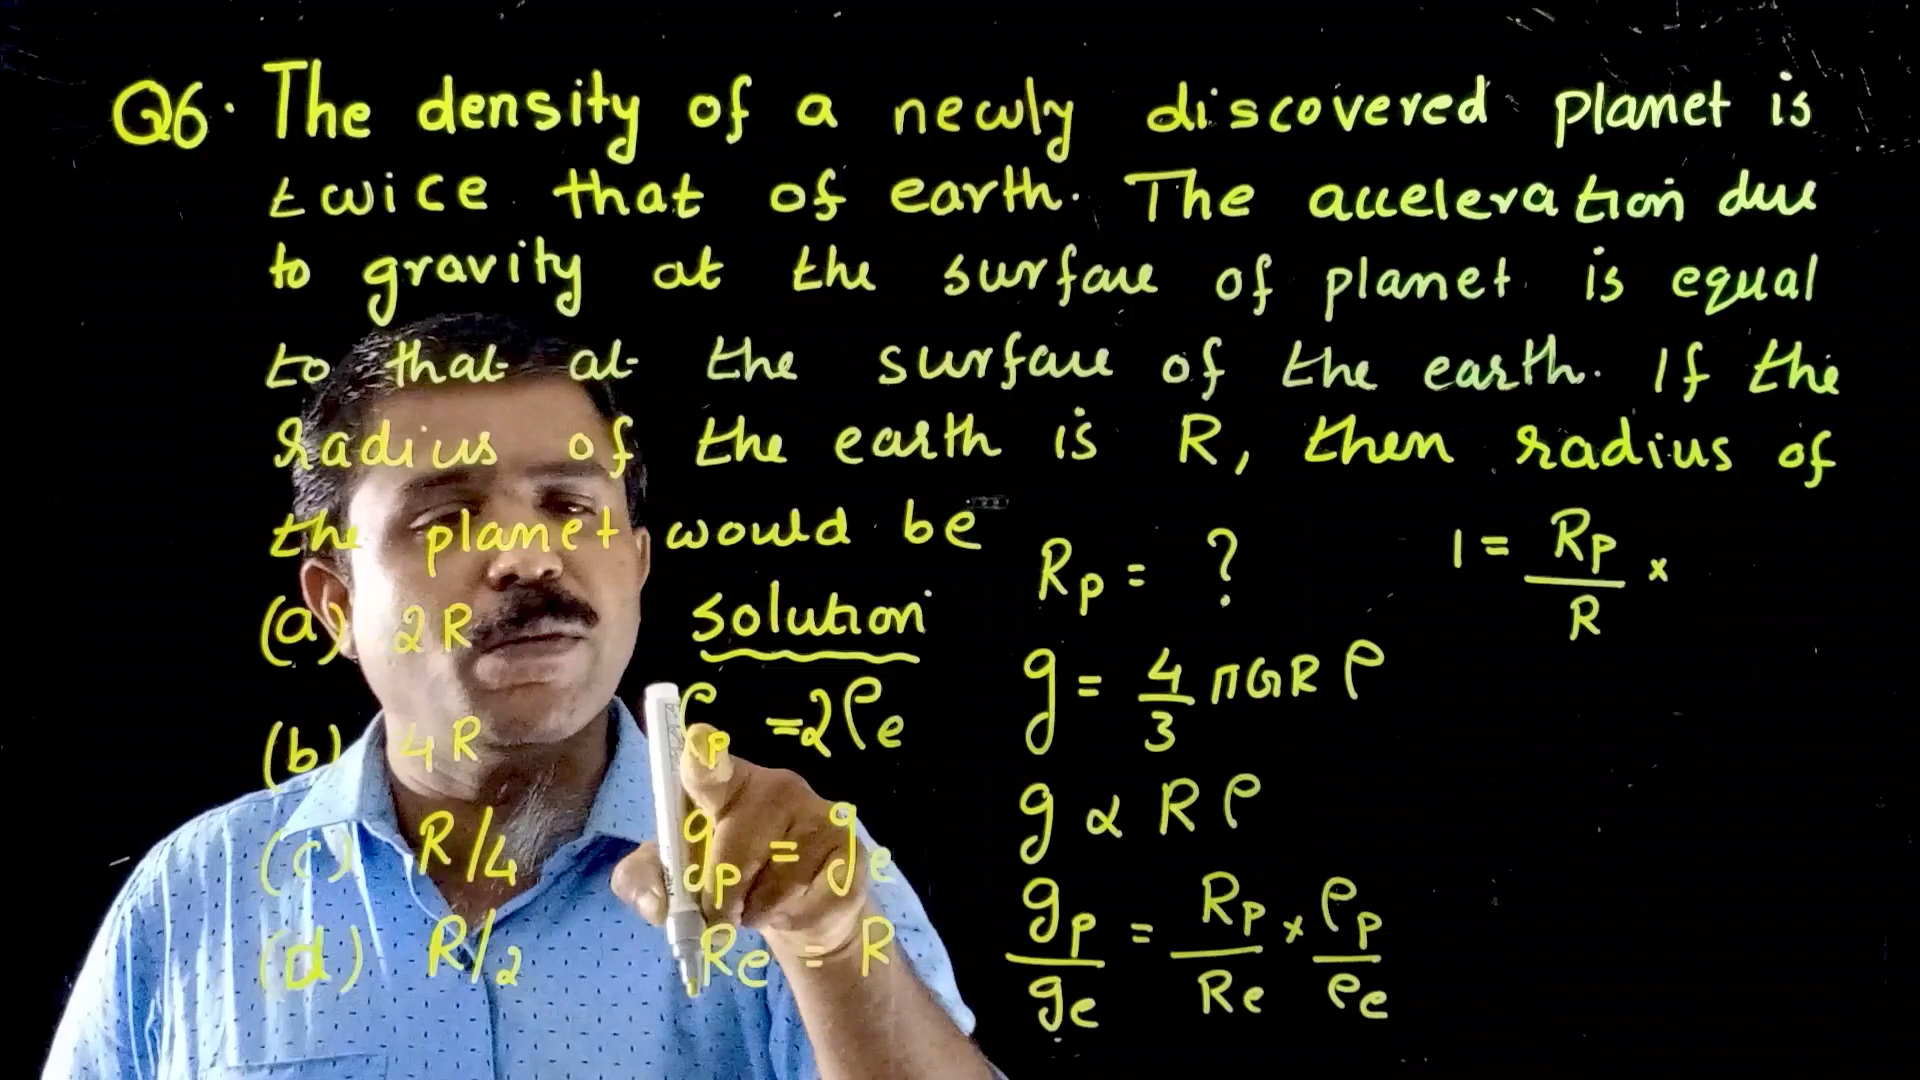 Q6. The density of a newly discovered planet is
twice that of earth. The acceleration due
to gravity at the surface of planet is equal
to that at the surface of the earth. If the
radius of the earth is R, then radius of
the planet would be
(a) 2R
(b) 4R
(c) R/4
(d) R/2
solution
ρp = 2ρe
gp = ge
Re = R
Rp = ?
g = 4/3 πGRρ
g ∝ Rρ
gp/ge = Rp/Re × ρp/ρe
1 = Rp/R ×